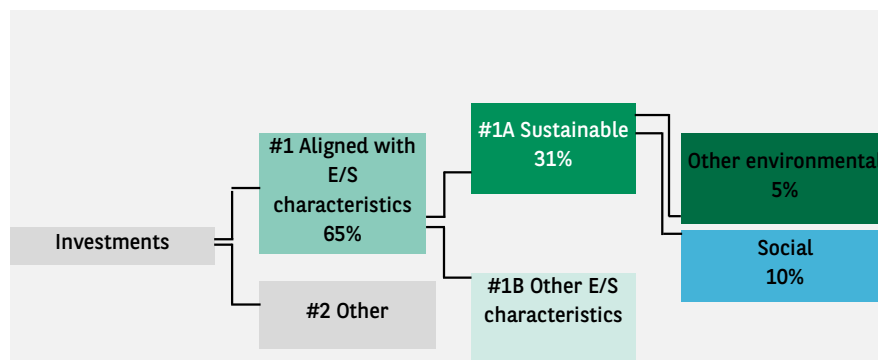 Investments
#1 Aligned with
E/S
characteristics
65%
#2 Other
#1A Sustainable
31%
#1B Other E/S
characteristics
Other environmental
5%
Social
10%